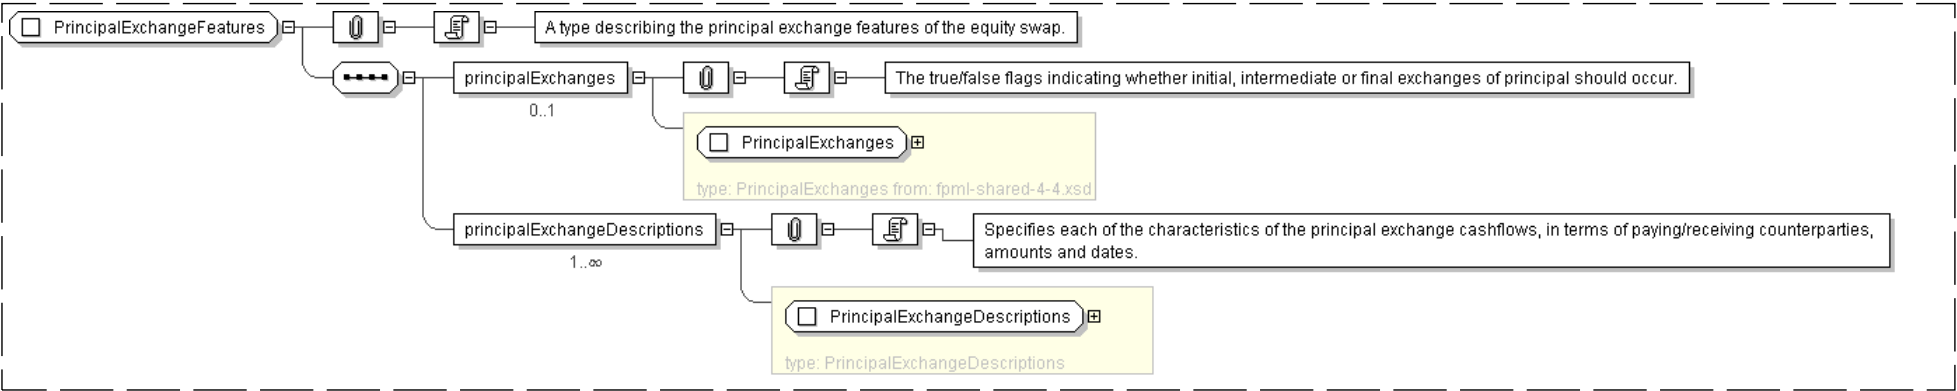 PrincipalExchangeFeatures
A type describing the principal exchange features of the equity swap.
principalExchanges
The true/false flags indicating whether initial, intermediate or final exchanges of principal should occur.
0..1
PrincipalExchanges
type: PrincipalExchanges from: fpml-shared-4-4.xsd
principalExchangeDescriptions
Specifies each of the characteristics of the principal exchange cashflows, in terms of paying/receiving counterparties,
amounts and dates.
1..∞
PrincipalExchangeDescriptions
type: PrincipalExchangeDescriptions